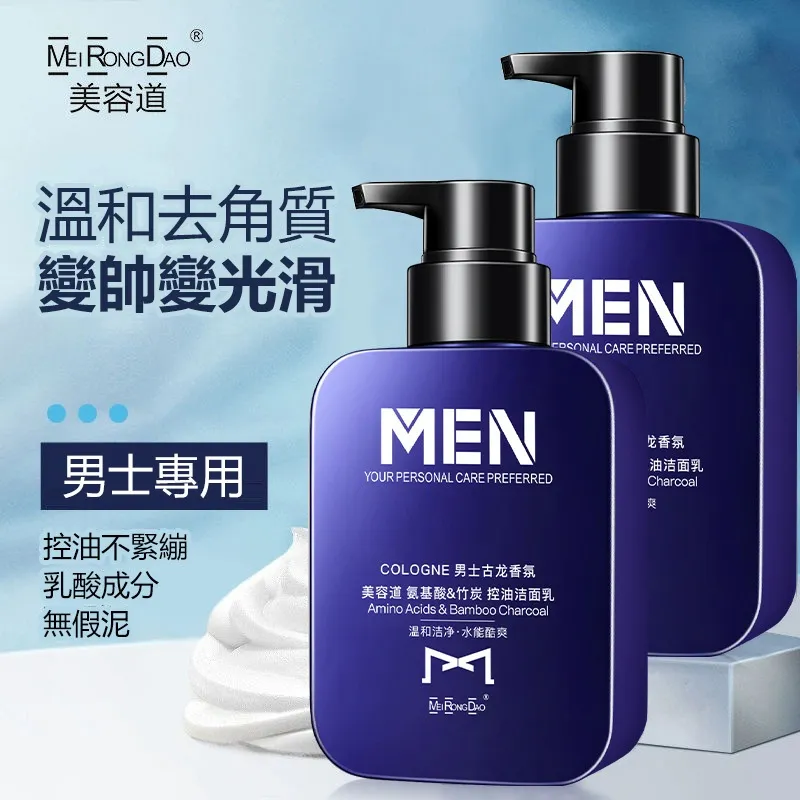 MEIRONGDAO®
美容道
溫和去角質
變帥變光滑
男士專用
控油不緊繃
乳酸成分
無假泥
MEN
YOUR PERSONAL CARE PREFERRED
COLOGNE 男士古龙香氛
美容道 氨基酸&竹炭 控油洁面乳
Amino Acids & Bamboo Charcoal
温和洁净·水能酷爽
MEIRONGDAO®
MEN
PERSONAL CARE PREFERRED
龙香氛
油洁面乳
Charcoal
爽